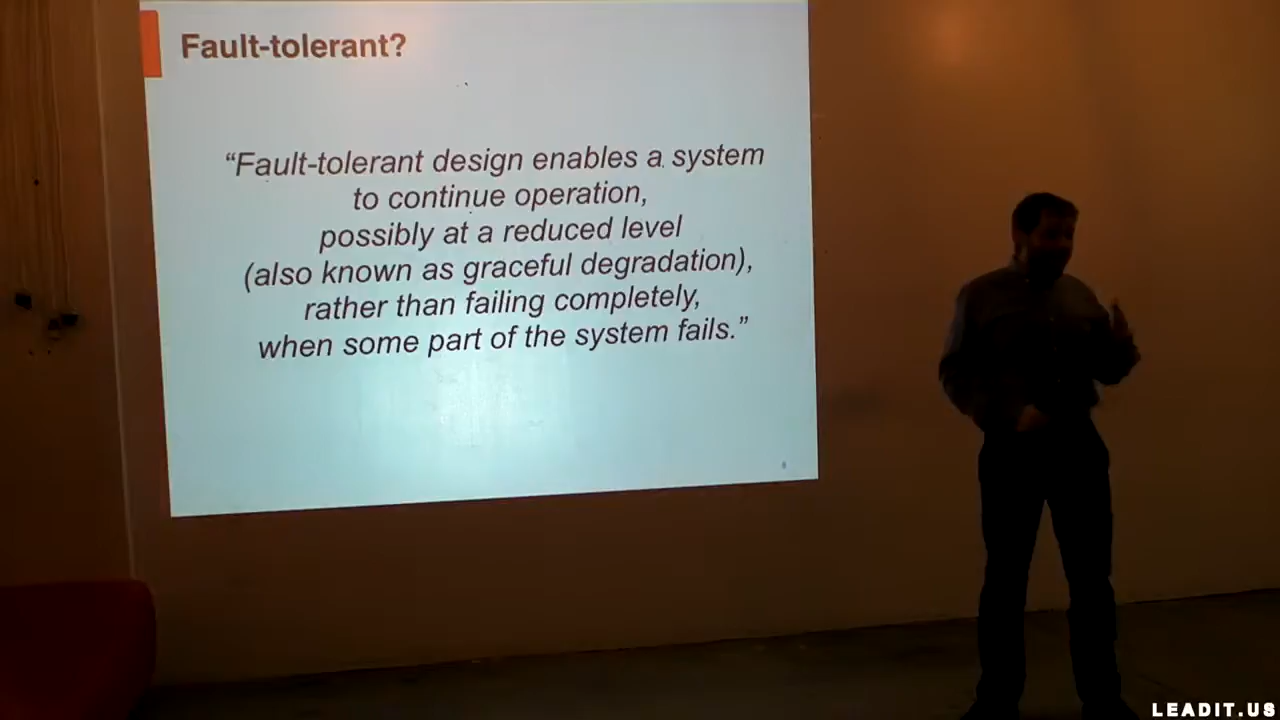 Fault-tolerant?
“Fault-tolerant design enables a system
to continue operation,
possibly at a reduced level
(also known as graceful degradation),
rather than failing completely,
when some part of the system fails.”
LEADIT.US